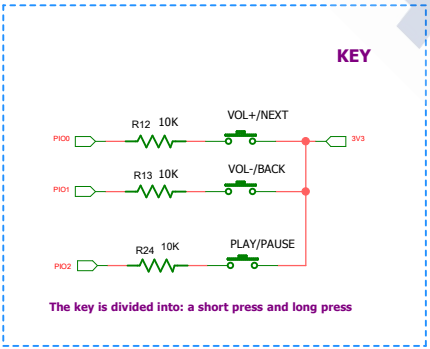 KEY
VOL+/NEXT
R12 10K
PIO0
3V3
VOL-/BACK
R13 10K
PIO1
PLAY/PAUSE
R24 10K
PIO2
The key is divided into: a short press and long press